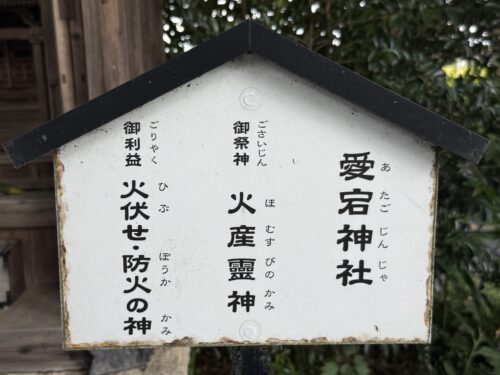 愛宕神社
あたごじんじゃ
御祭神 火産靈神
ごさいじん ほむすびのかみ
御利益 火伏せ・防火の神
ごりやく ひぶ ぼうか かみ